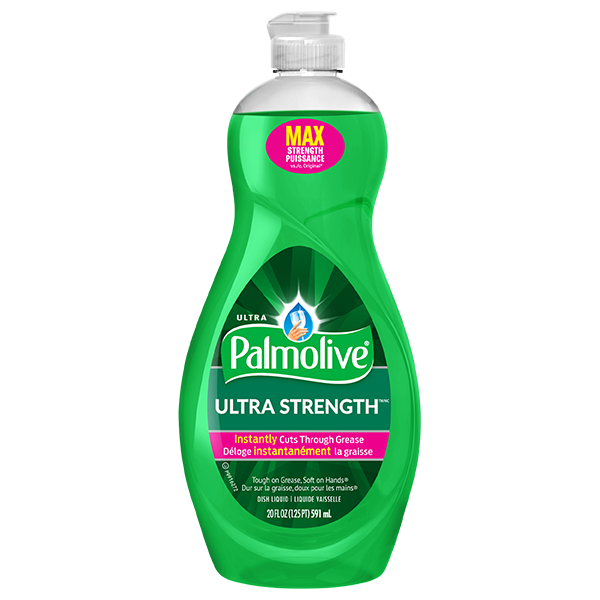 MAX
STRENGTH
PUISSANCE
vs./c. Original*
ULTRA
Palmolive®
ULTRA STRENGTH™/MC
Instantly Cuts Through Grease
Déloge instantanément la graisse
Tough on Grease, Soft on Hands®
Dur sur la graisse, doux pour les mains®
DISH LIQUID | LIQUIDE VAISSELLE
20 FL OZ (1.25 PT) 591 mL